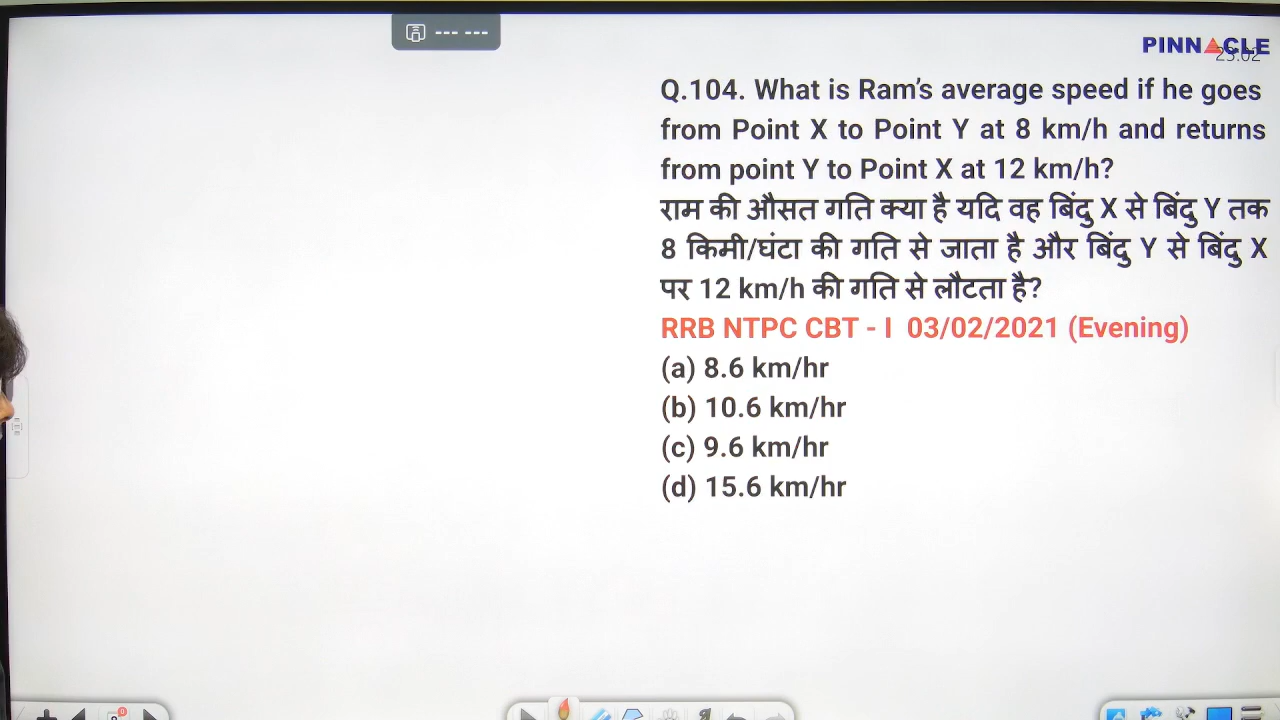 --- ---
PINNACLE
23:02
Q.104. What is Ram’s average speed if he goes
from Point X to Point Y at 8 km/h and returns
from point Y to Point X at 12 km/h?
राम की औसत गति क्या है यदि वह बिंदु X से बिंदु Y तक
8 किमी/घंटा की गति से जाता है और बिंदु Y से बिंदु X
पर 12 km/h की गति से लौटता है?
RRB NTPC CBT - I 03/02/2021 (Evening)
(a) 8.6 km/hr
(b) 10.6 km/hr
(c) 9.6 km/hr
(d) 15.6 km/hr